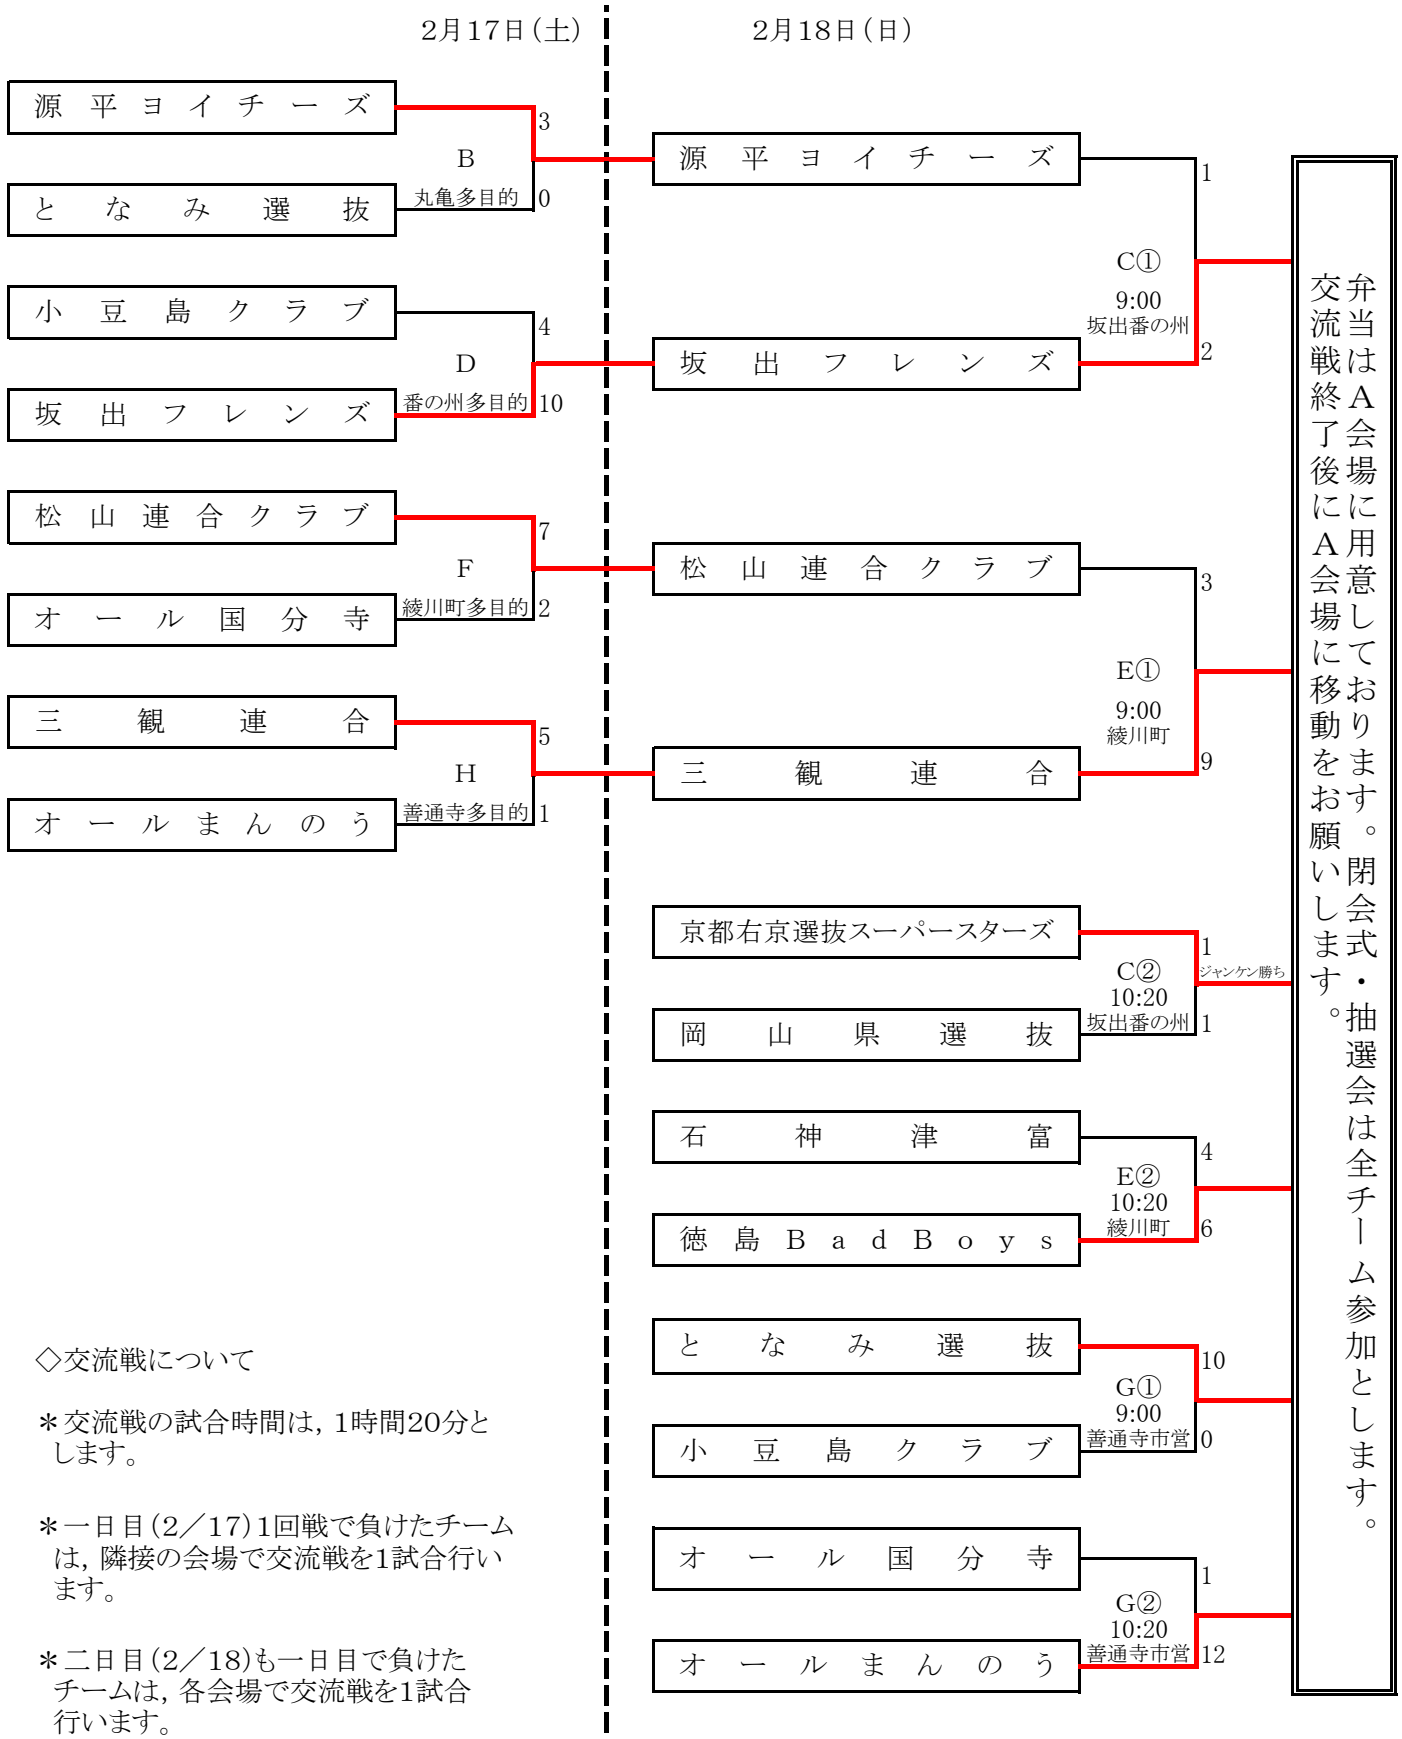 2月17日(土)
2月18日(日)
源平ヨイチーズ
3
B
丸亀多目的
となみ選抜
0
小豆島クラブ
4
D
番の州多目的
坂出フレンズ
10
松山連合クラブ
7
F
綾川町多目的
オール国分寺
2
三観連合
5
H
善通寺多目的
オールまんのう
1
源平ヨイチーズ
1
C①
9:00
坂出番の州
坂出フレンズ
2
松山連合クラブ
3
E①
9:00
綾川町
三観連合
9
京都右京選抜スーパースターズ
1
ジャンケン勝ち
C②
10:20
坂出番の州
岡山県選抜
1
石神津富
4
E②
10:20
綾川町
徳島BadBoys
6
となみ選抜
10
G①
9:00
善通寺市営
小豆島クラブ
0
オール国分寺
1
G②
10:20
善通寺市営
オールまんのう
12
弁当はA会場に用意しております。閉会式・抽選会は全チーム参加とします。
交流戦終了後にA会場に移動をお願いします。
◇交流戦について
＊交流戦の試合時間は，1時間20分と
します。
＊一日目(2／17)1回戦で負けたチーム
は，隣接の会場で交流戦を1試合行い
ます。
＊二日目(2／18)も一日目で負けた
チームは，各会場で交流戦を1試合
行います。